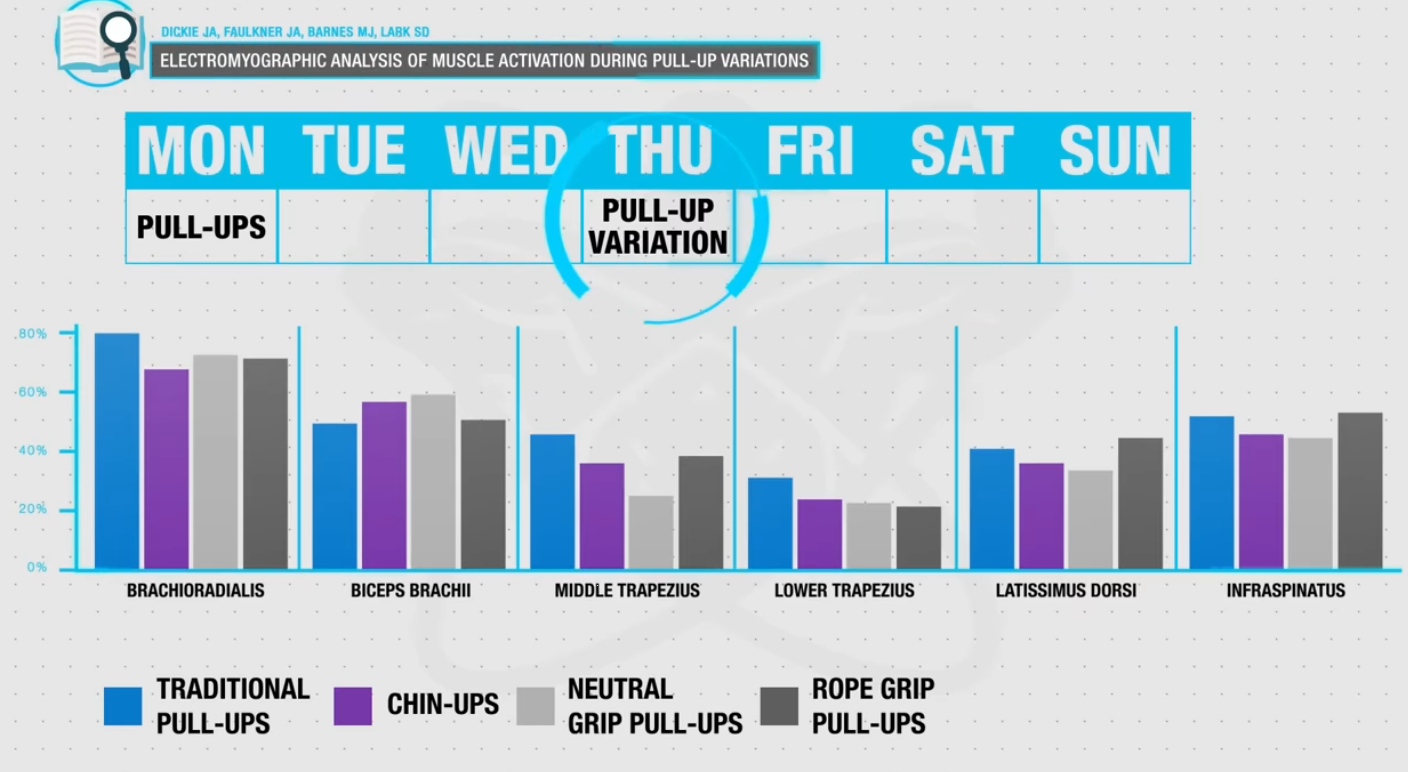 DICKIE JA, FAULKNER JA, BARNES MJ, LARK SD
ELECTROMYOGRAPHIC ANALYSIS OF MUSCLE ACTIVATION DURING PULL-UP VARIATIONS
MON TUE WED THU FRI SAT SUN
PULL-UPS
PULL-UP
VARIATION
80%
60%
40%
20%
0%
BRACHIORADIALIS BICEPS BRACHII MIDDLE TRAPEZIUS LOWER TRAPEZIUS LATISSIMUS DORSI INFRASPINATUS
TRADITIONAL
PULL-UPS
CHIN-UPS
NEUTRAL
GRIP PULL-UPS
ROPE GRIP
PULL-UPS